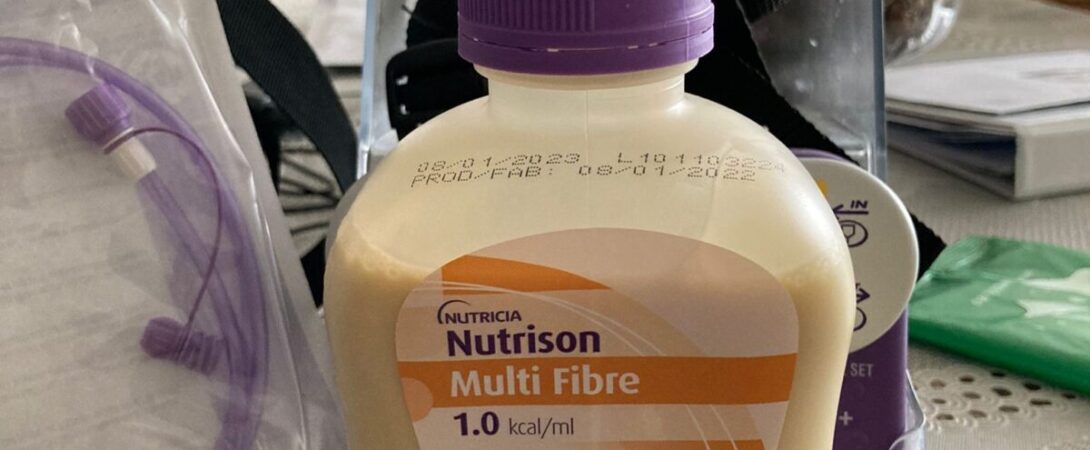 08/01/2023 L101103224
PROD/FAB: 08/01/2022
NUTRICIA
Nutrison
Multi Fibre
1.0 kcal/ml
IN
SET
+